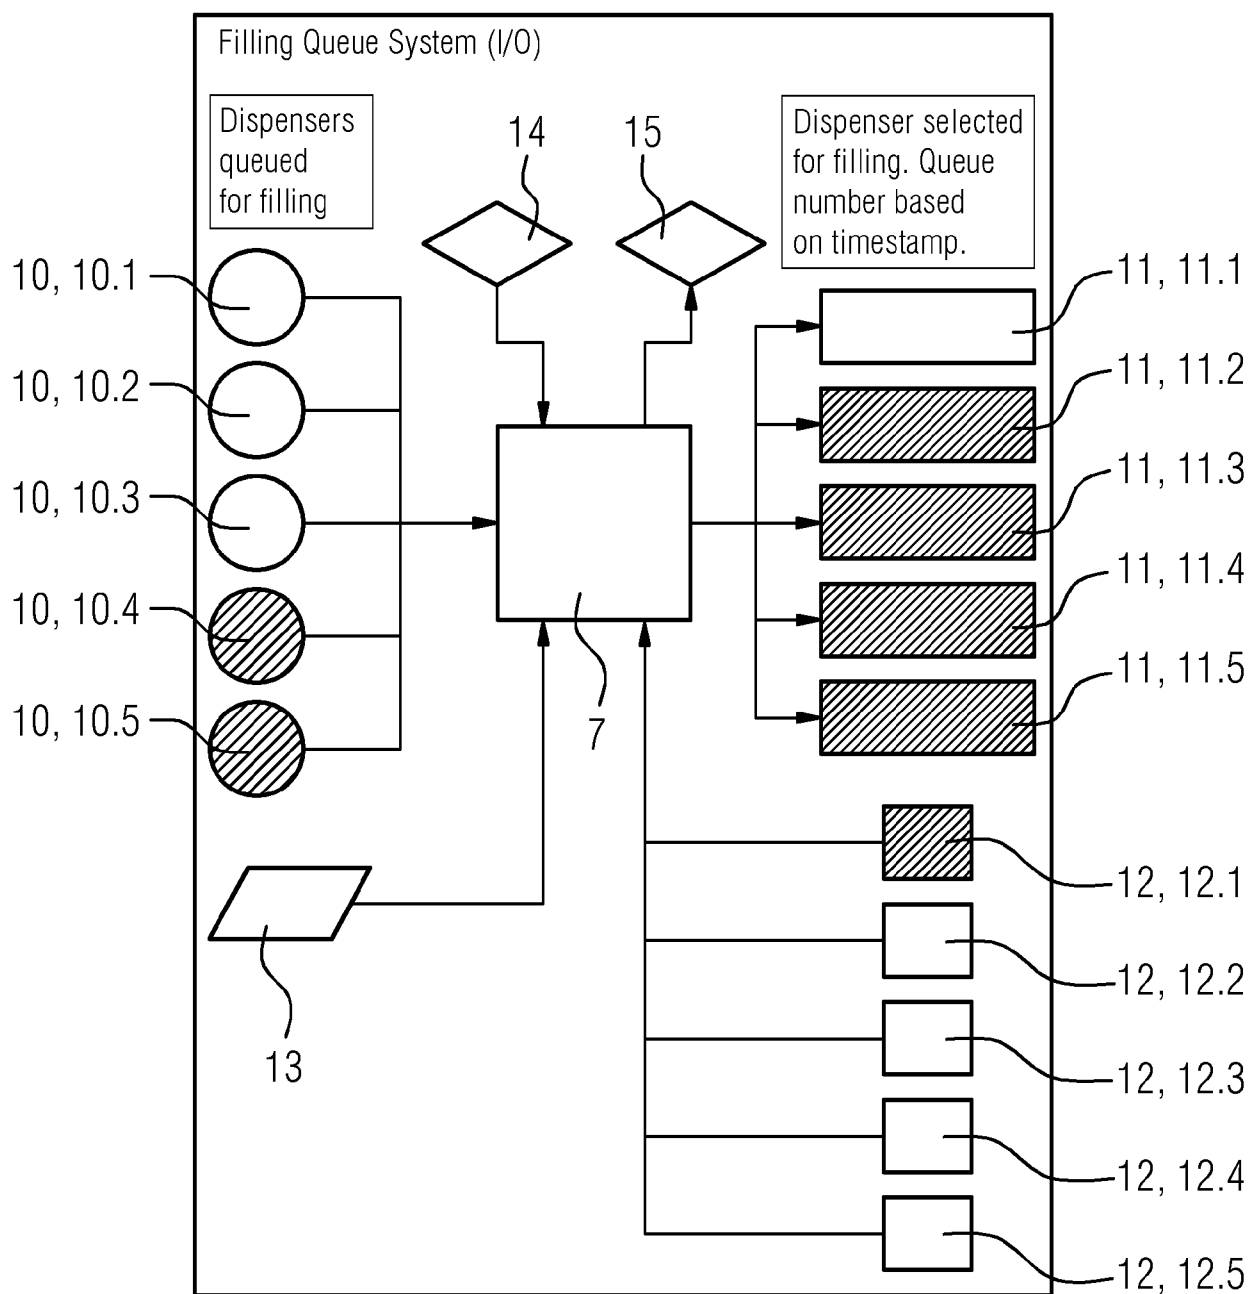 Filling Queue System (I/O)
Dispensers
queued
for filling
14
15
Dispenser selected
for filling. Queue
number based
on timestamp.
10, 10.1
10, 10.2
10, 10.3
10, 10.4
10, 10.5
11, 11.1
11, 11.2
11, 11.3
11, 11.4
11, 11.5
7
13
12, 12.1
12, 12.2
12, 12.3
12, 12.4
12, 12.5